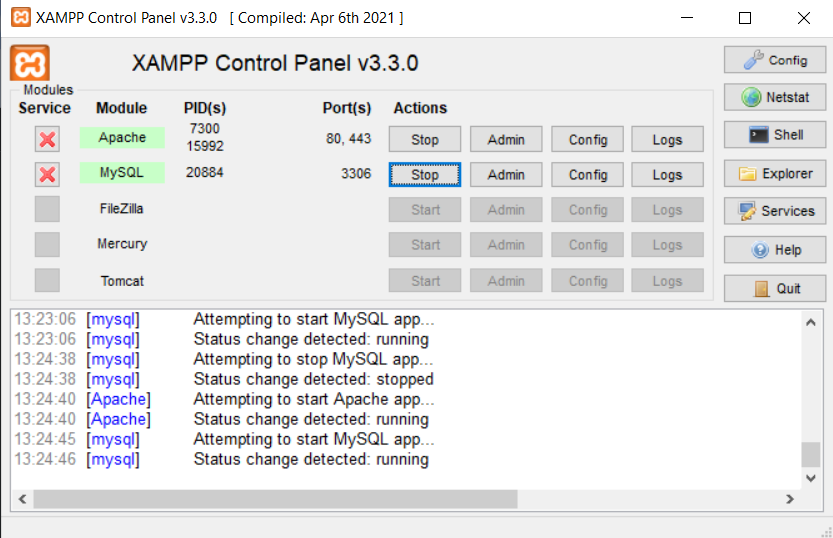 XAMPP Control Panel v3.3.0 [ Compiled: Apr 6th 2021 ]
XAMPP Control Panel v3.3.0
Config
Modules
Service Module PID(s) Port(s) Actions
Netstat
Apache 7300 15992 80, 443 Stop Admin Config Logs
Shell
MySQL 20884 3306 Stop Admin Config Logs
Explorer
FileZilla Start Admin Config Logs
Services
Mercury Start Admin Config Logs
Help
Tomcat Start Admin Config Logs
Quit
13:23:06 [mysql] Attempting to start MySQL app...
13:23:06 [mysql] Status change detected: running
13:24:38 [mysql] Attempting to stop MySQL app...
13:24:38 [mysql] Status change detected: stopped
13:24:40 [Apache] Attempting to start Apache app...
13:24:40 [Apache] Status change detected: running
13:24:45 [mysql] Attempting to start MySQL app...
13:24:46 [mysql] Status change detected: running